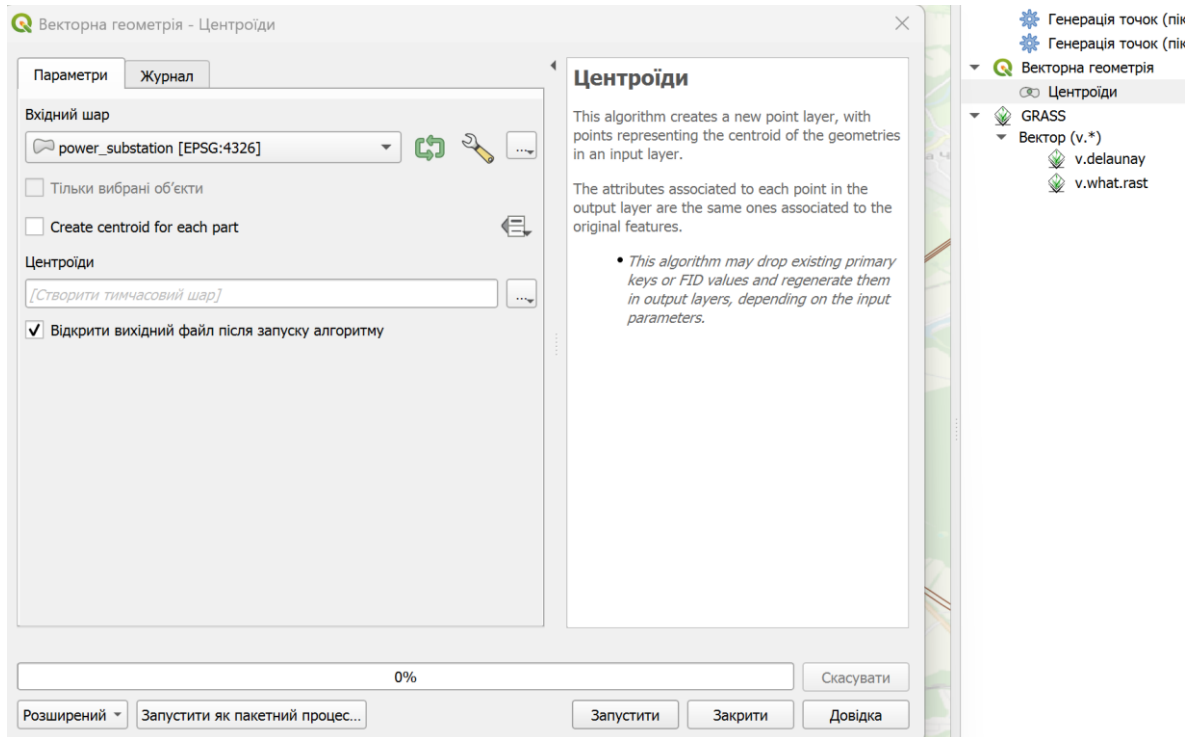 Векторна геометрія - Центроїди
Параметри
Журнал
Вхідний шар
power_substation [EPSG:4326]
...
Тільки вибрані об'єкти
Create centroid for each part
Центроїди
[Створити тимчасовий шар]
...
Відкрити вихідний файл після запуску алгоритму
Центроїди
This algorithm creates a new point layer, with
points representing the centroid of the geometries
in an input layer.
The attributes associated to each point in the
output layer are the same ones associated to the
original features.
• This algorithm may drop existing primary
keys or FID values and regenerate them
in output layers, depending on the input
parameters.
0%
Скасувати
Розширений
Запустити як пакетний процес...
Запустити
Закрити
Довідка
Генерація точок (пік
Генерація точок (пік
Векторна геометрія
Центроїди
GRASS
Вектор (v.*)
v.delaunay
v.what.rast